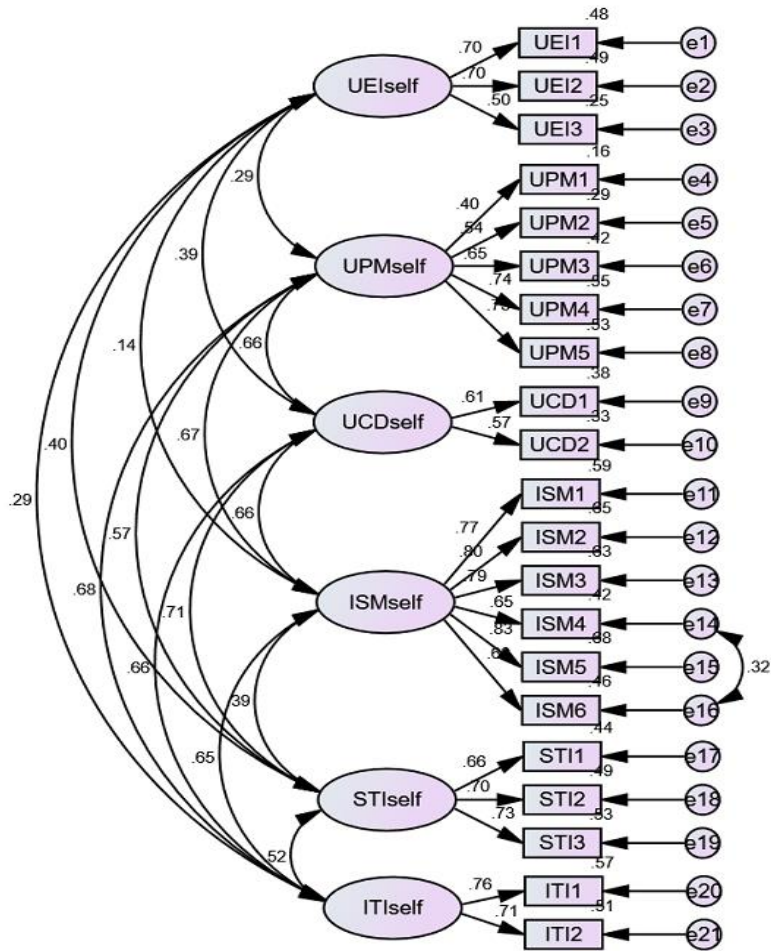 .48
.70 UEI1 e1
.49
UEIself .70 UEI2 e2
.25
.50 UEI3 e3
.16
.29 .40 UPM1 e4
.29
.54 UPM2 e5
.42
.39 UPMself .65 UPM3 e6
.55
.74 UPM4 e7
.53
UPM5 e8
.14 .66 .38
.61 UCD1 e9
.33
UCDself .57 UCD2 e10
.40 .67 .59
.29 .66 ISM1 e11
.65
.57 .77 ISM2 e12
.80 .63
.68 .79 ISM3 e13
.42
ISMself .65 ISM4 e14
.71 .83 .68
.66 ISM5 e15 .32
.46
ISM6 e16
.39 .44
.65 .66 STI1 e17
.49
STIself .70 STI2 e18
.53
.73 STI3 e19
.52 .57
.76 ITI1 e20
ITIself .51
.71 ITI2 e21